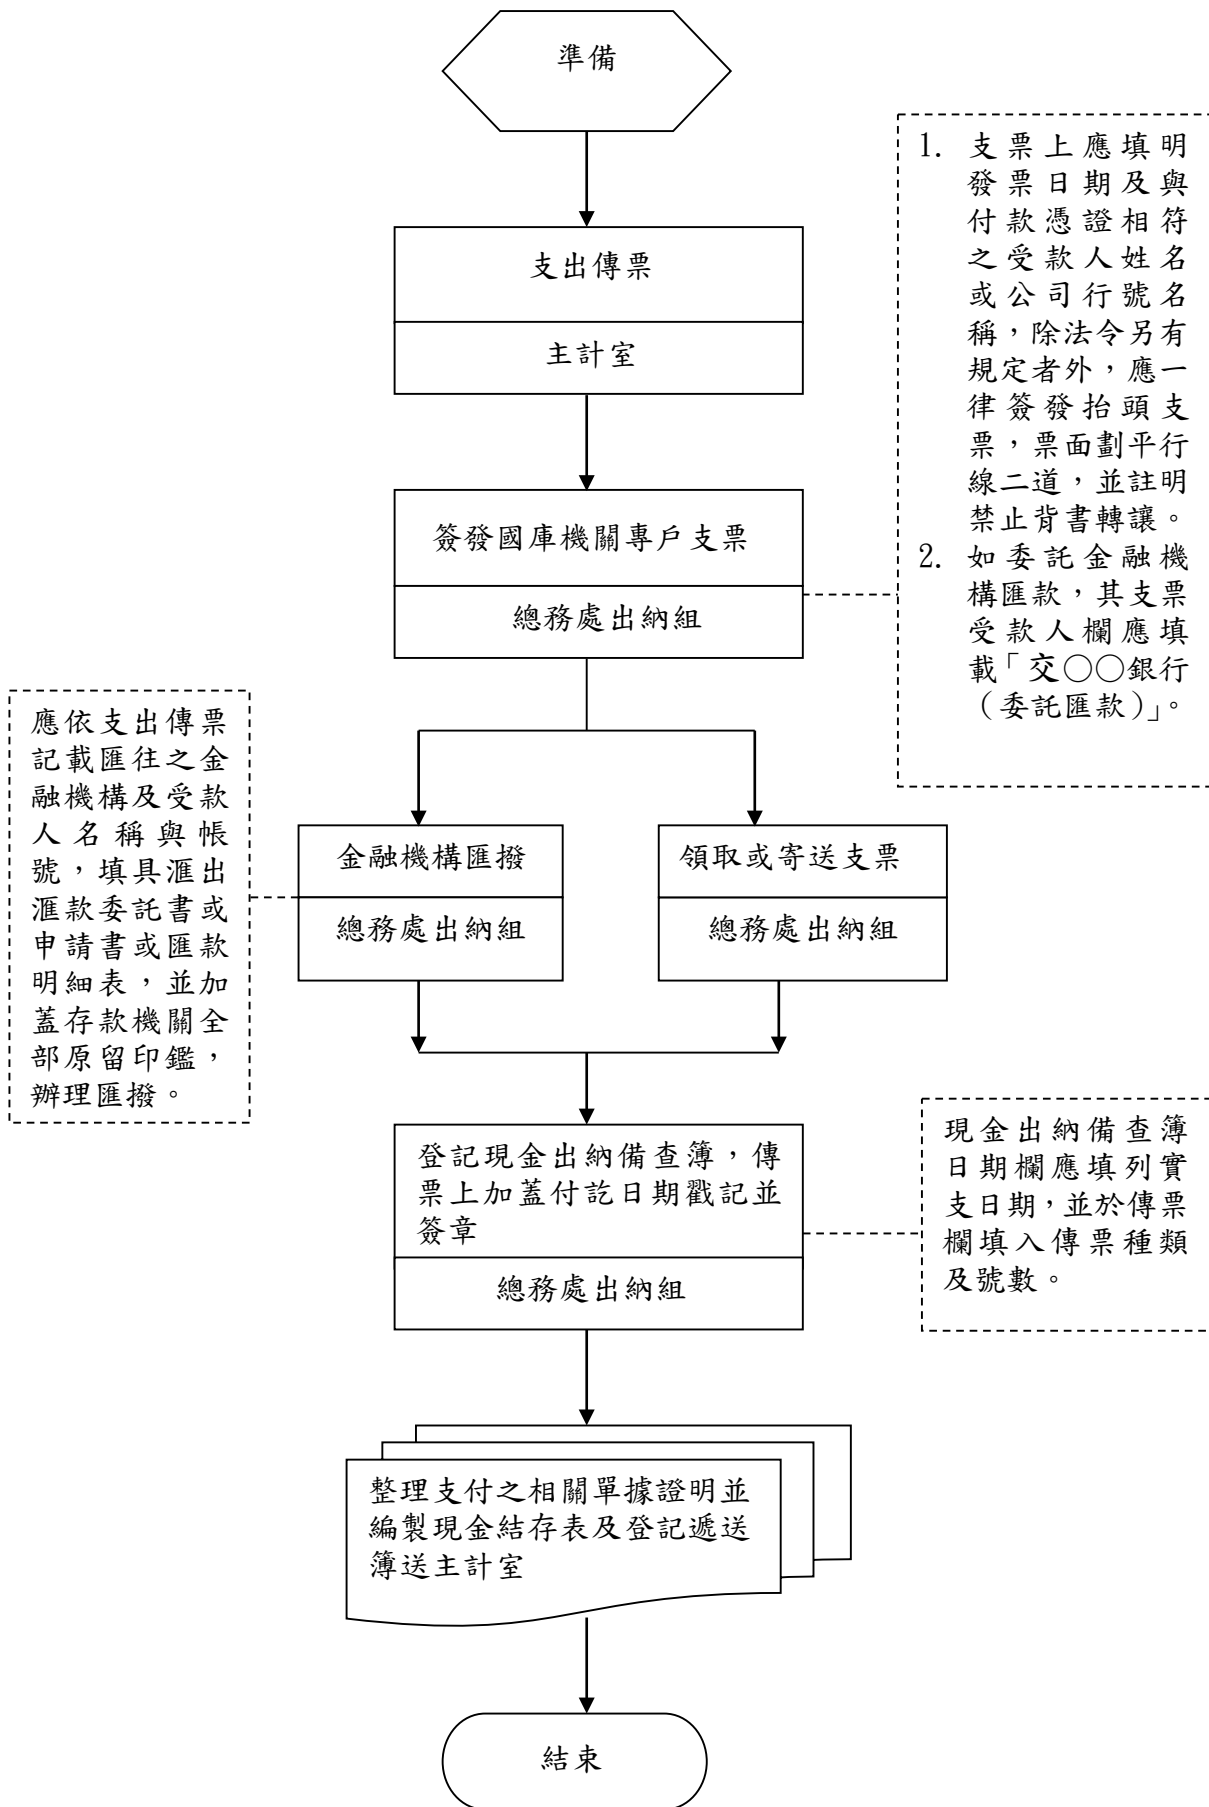 準備
1. 支票上應填明
發票日期及與
付款憑證相符
之受款人姓名
或公司行號名
稱，除法令另有
規定者外，應一
律簽發抬頭支
票，票面劃平行
線二道，並註明
禁止背書轉讓。
2. 如委託金融機
構匯款，其支票
受款人欄應填
載「交○○銀行
（委託匯款）」。
支出傳票
主計室
簽發國庫機關專戶支票
總務處出納組
應依支出傳票
記載匯往之金
融機構及受款
人名稱與帳
號，填具滙出
滙款委託書或
申請書或匯款
明細表，並加
蓋存款機關全
部原留印鑑，
辦理匯撥。
金融機構匯撥
總務處出納組
領取或寄送支票
總務處出納組
登記現金出納備查簿，傳
票上加蓋付訖日期戳記並
簽章
總務處出納組
現金出納備查簿
日期欄應填列實
支日期，並於傳票
欄填入傳票種類
及號數。
整理支付之相關單據證明並
編製現金結存表及登記遞送
簿送主計室
結束